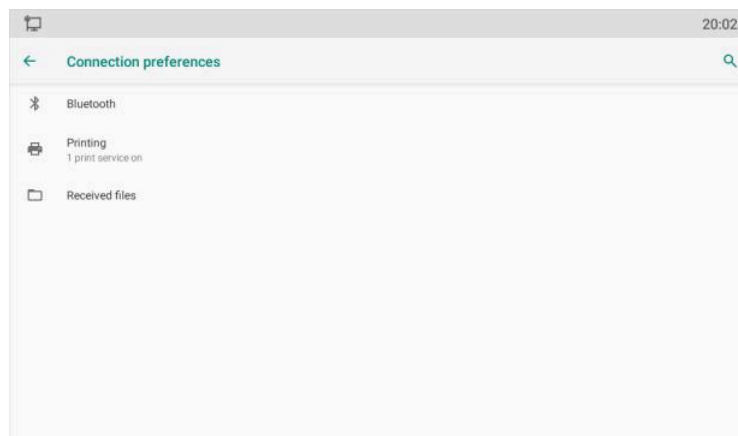 20:02
Connection preferences
Bluetooth
Printing
1 print service on
Received files